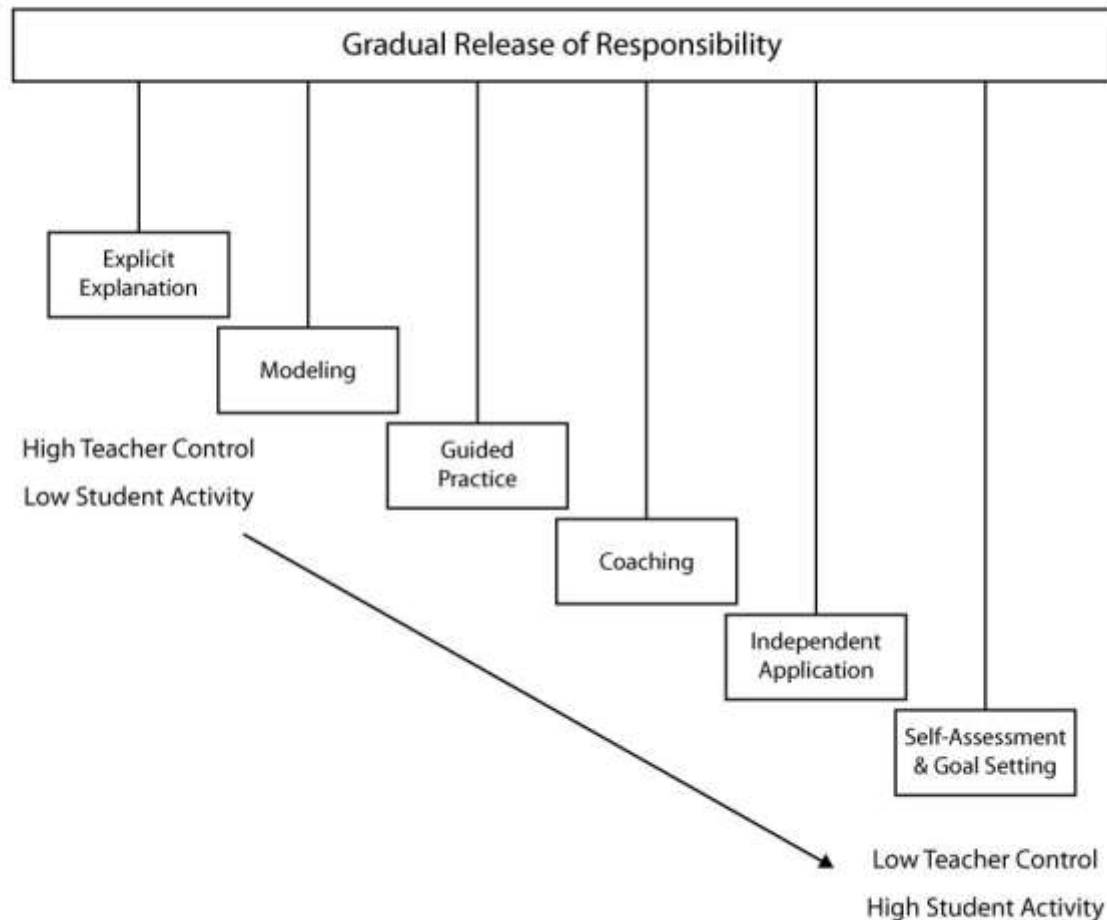 Gradual Release of Responsibility
Explicit
Explanation
Modeling
High Teacher Control
Low Student Activity
Guided
Practice
Coaching
Independent
Application
Self-Assessment
& Goal Setting
Low Teacher Control
High Student Activity